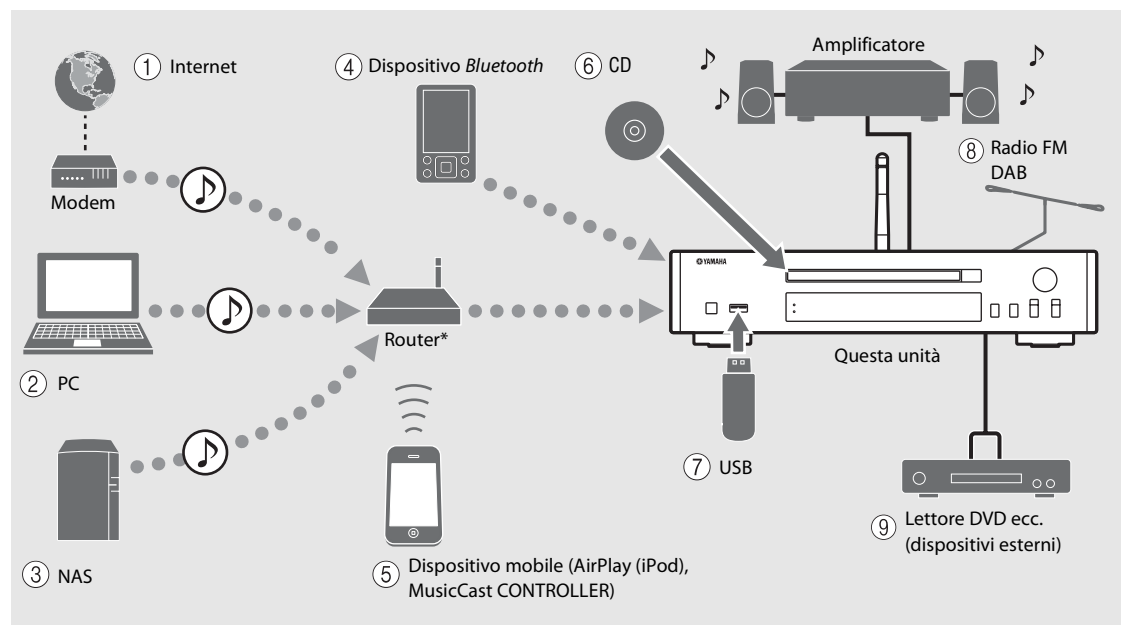 ① Internet
Modem
② PC
③ NAS
④ Dispositivo Bluetooth
Router*
⑤ Dispositivo mobile (AirPlay (iPod),
MusicCast CONTROLLER)
⑥ CD
⑦ USB
Amplificatore
⑧ Radio FM
DAB
YAMAHA
Questa unità
⑨ Lettore DVD ecc.
(dispositivi esterni)